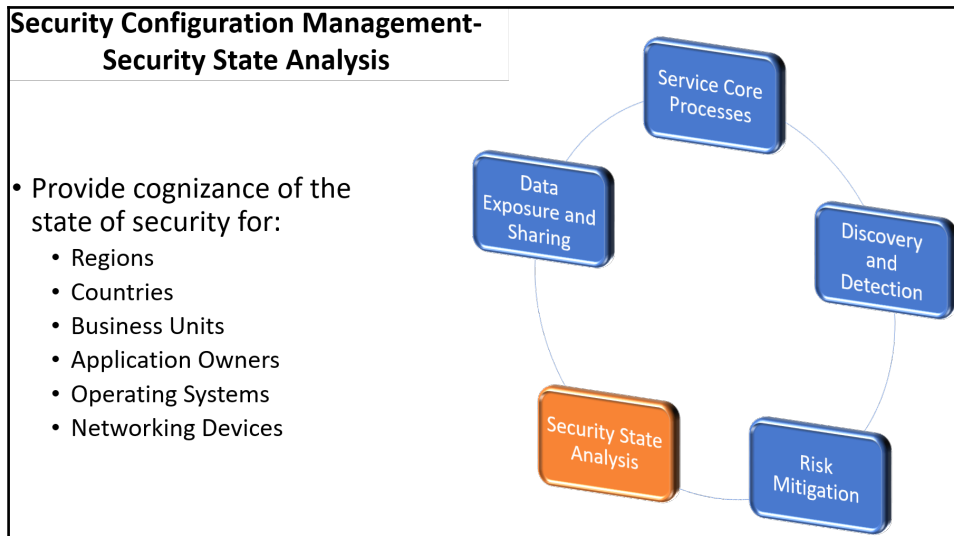 Security Configuration Management-
Security State Analysis
• Provide cognizance of the
state of security for:
• Regions
• Countries
• Business Units
• Application Owners
• Operating Systems
• Networking Devices
Service Core
Processes
Data
Exposure and
Sharing
Discovery
and
Detection
Security State
Analysis
Risk
Mitigation